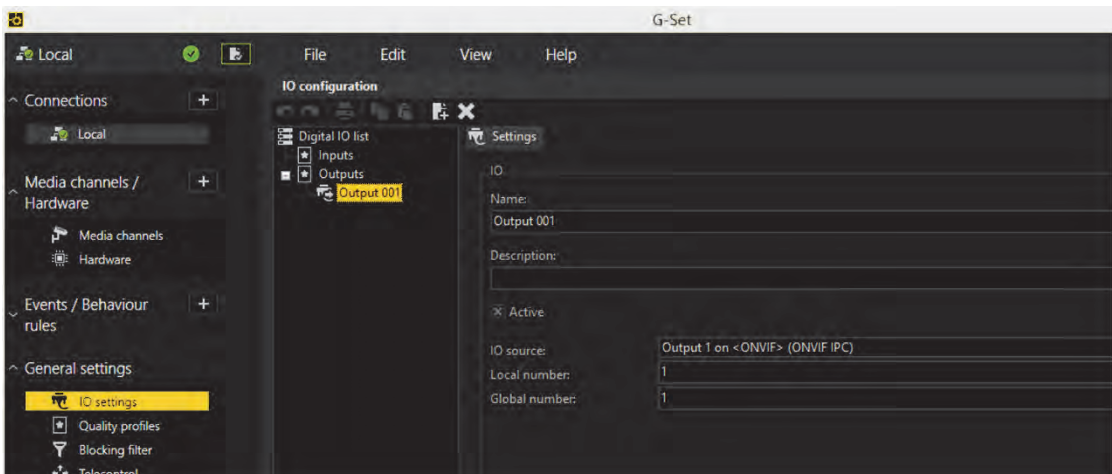 G-Set
Local
File Edit View Help
IO configuration
Connections
Local
Media channels /
Hardware
Media channels
Hardware
Events / Behaviour
rules
General settings
IO settings
Quality profiles
Blocking filter
Telecontrol
Digital IO list
Inputs
Outputs
Output 001
Settings
IO
Name:
Output 001
Description:
Active
IO source: Output 1 on <ONVIF> (ONVIF IPC)
Local number: 1
Global number: 1